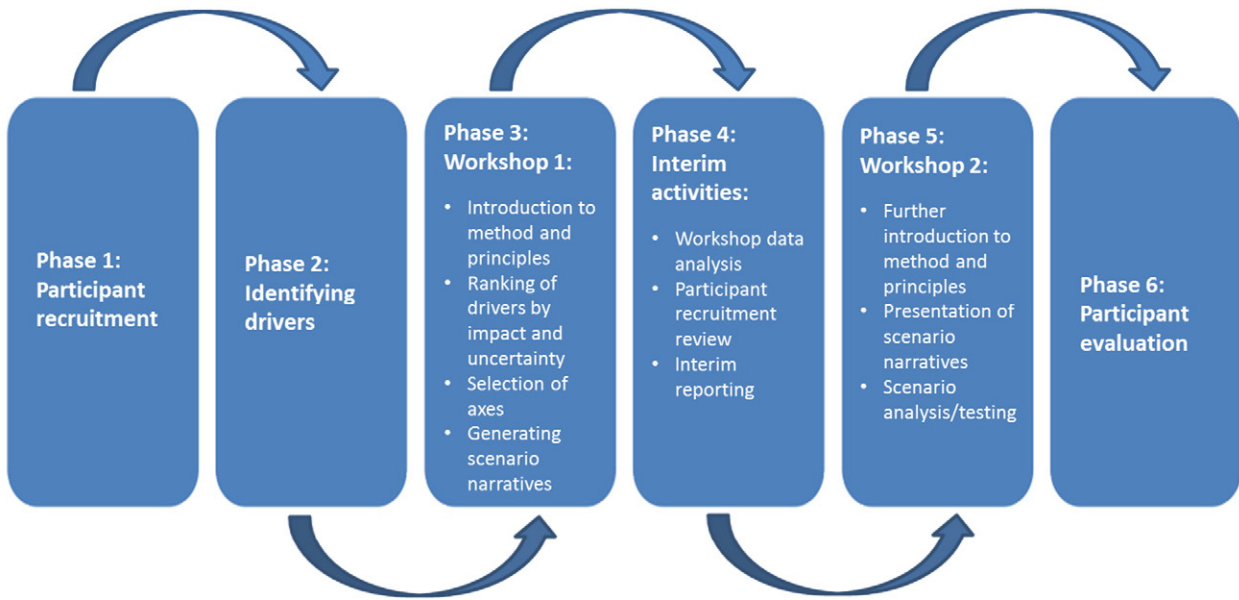 Phase 1:
Participant
recruitment
Phase 2:
Identifying
drivers
Phase 3:
Workshop 1:
• Introduction to
method and
principles
• Ranking of
drivers by
impact and
uncertainty
• Selection of
axes
• Generating
scenario
narratives
Phase 4:
Interim
activities:
• Workshop data
analysis
• Participant
recruitment
review
• Interim
reporting
Phase 5:
Workshop 2:
• Further
introduction to
method and
principles
• Presentation of
scenario
narratives
• Scenario
analysis/testing
Phase 6:
Participant
evaluation